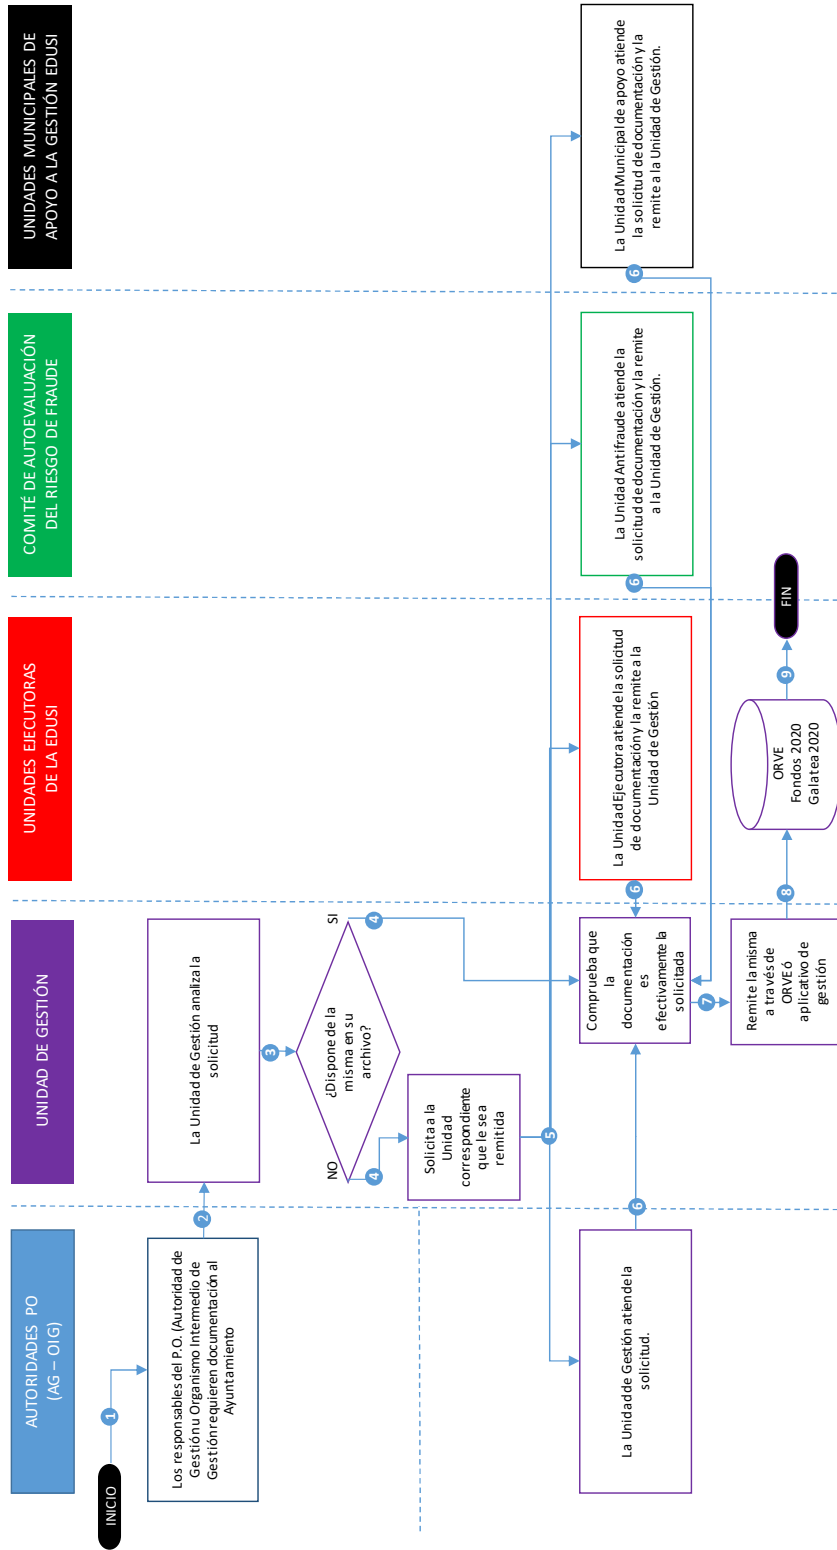 AUTORIDADES PO
(AG – OIG)
UNIDAD DE GESTIÓN
UNIDADES EJECUTORAS
DE LA EDUSI
COMITÉ DE AUTOEVALUACIÓN
DEL RIESGO DE FRAUDE
UNIDADES MUNICIPALES DE
APOYO A LA GESTIÓN EDUSI
INICIO
1
Los responsables del P.O. (Autoridad de
Gestión u Organismo Intermedio de
Gestión requieren documentación al
Ayuntamiento
2
La Unidad de Gestión analiza la
solicitud
3
¿Dispone de la
misma en su
archivo?
NO
SI
4
4
Solicita a la
Unidad
correspondiente
que le sea
remitida
5
La Unidad de Gestión atiende la
solicitud.
6
Comprueba que
la
documentación
es
efectivamente la
solicitada
6
La Unidad Ejecutora atiende la solicitud
de documentación y la remite a la
Unidad de Gestión
6
La Unidad Antifraude atiende la
solicitud de documentación y la remite
a la Unidad de Gestión.
6
La Unidad Municipal de apoyo atiende
la solicitud de documentación y la
remite a la Unidad de Gestión.
7
Remite la misma
a través de
ORVE ó
aplicativo de
gestión
8
ORVE
Fondos 2020
Galatea 2020
9
FIN